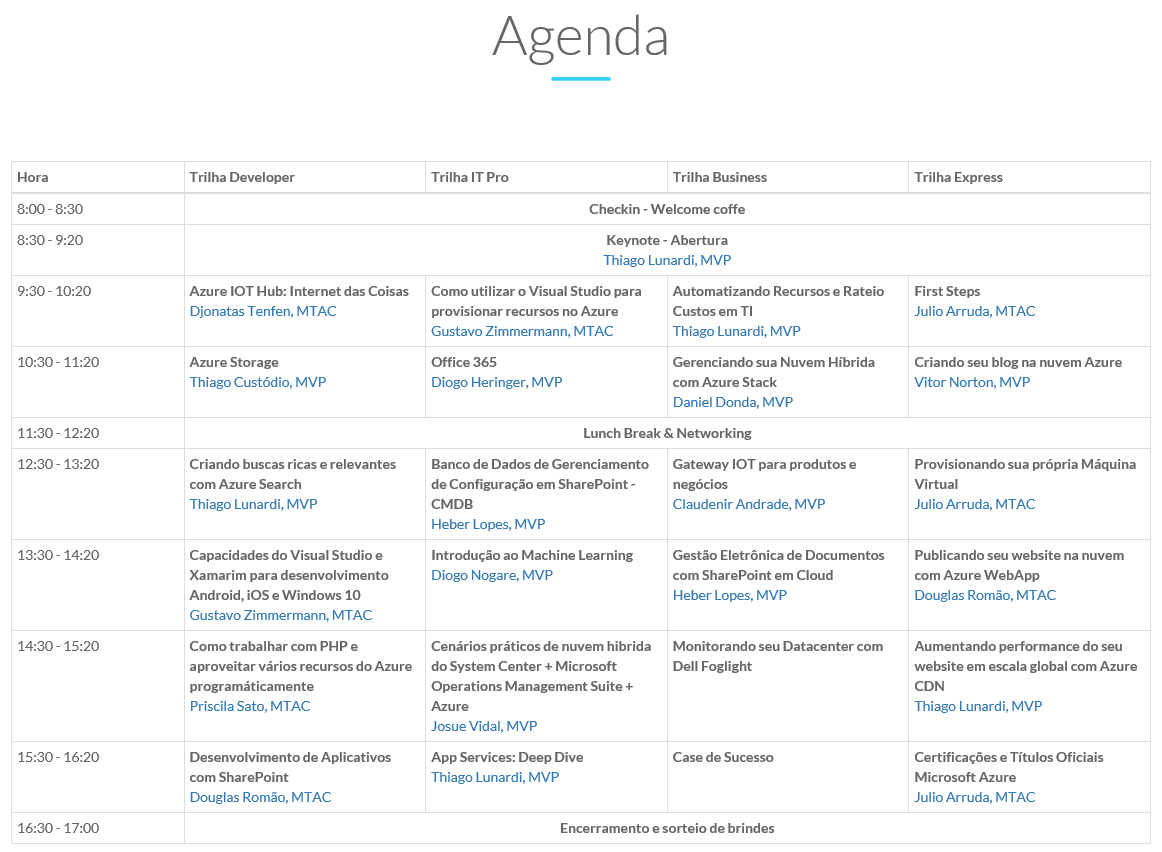 Agenda
Hora
Trilha Developer
Trilha IT Pro
Trilha Business
Trilha Express
8:00 - 8:30
Checkin - Welcome coffe
8:30 - 9:20
Keynote - Abertura
Thiago Lunardi, MVP
9:30 - 10:20
Azure IOT Hub: Internet das Coisas
Djonatas Tenfen, MTAC
Como utilizar o Visual Studio para
provisionar recursos no Azure
Gustavo Zimmermann, MTAC
Automatizando Recursos e Rateio
Custos em TI
Thiago Lunardi, MVP
First Steps
Julio Arruda, MTAC
10:30 - 11:20
Azure Storage
Thiago Custódio, MVP
Office 365
Diogo Heringer, MVP
Gerenciando sua Nuvem Híbrida
com Azure Stack
Daniel Donda, MVP
Criando seu blog na nuvem Azure
Vitor Norton, MVP
11:30 - 12:20
Lunch Break & Networking
12:30 - 13:20
Criando buscas ricas e relevantes
com Azure Search
Thiago Lunardi, MVP
Banco de Dados de Gerenciamento
de Configuração em SharePoint -
CMDB
Heber Lopes, MVP
Gateway IOT para produtos e
negócios
Claudenir Andrade, MVP
Provisionando sua própria Máquina
Virtual
Julio Arruda, MTAC
13:30 - 14:20
Capacidades do Visual Studio e
Xamarim para desenvolvimento
Android, iOS e Windows 10
Gustavo Zimmermann, MTAC
Introdução ao Machine Learning
Diogo Nogare, MVP
Gestão Eletrônica de Documentos
com SharePoint em Cloud
Heber Lopes, MVP
Publicando seu website na nuvem
com Azure WebApp
Douglas Romão, MTAC
14:30 - 15:20
Como trabalhar com PHP e
aproveitar vários recursos do Azure
programáticamente
Priscila Sato, MTAC
Cenários práticos de nuvem hibrida
do System Center + Microsoft
Operations Management Suite +
Azure
Josue Vidal, MVP
Monitorando seu Datacenter com
Dell Foglight
Aumentando performance do seu
website em escala global com Azure
CDN
Thiago Lunardi, MVP
15:30 - 16:20
Desenvolvimento de Aplicativos
com SharePoint
Douglas Romão, MTAC
App Services: Deep Dive
Thiago Lunardi, MVP
Case de Sucesso
Certificações e Títulos Oficiais
Microsoft Azure
Julio Arruda, MTAC
16:30 - 17:00
Encerramento e sorteio de brindes